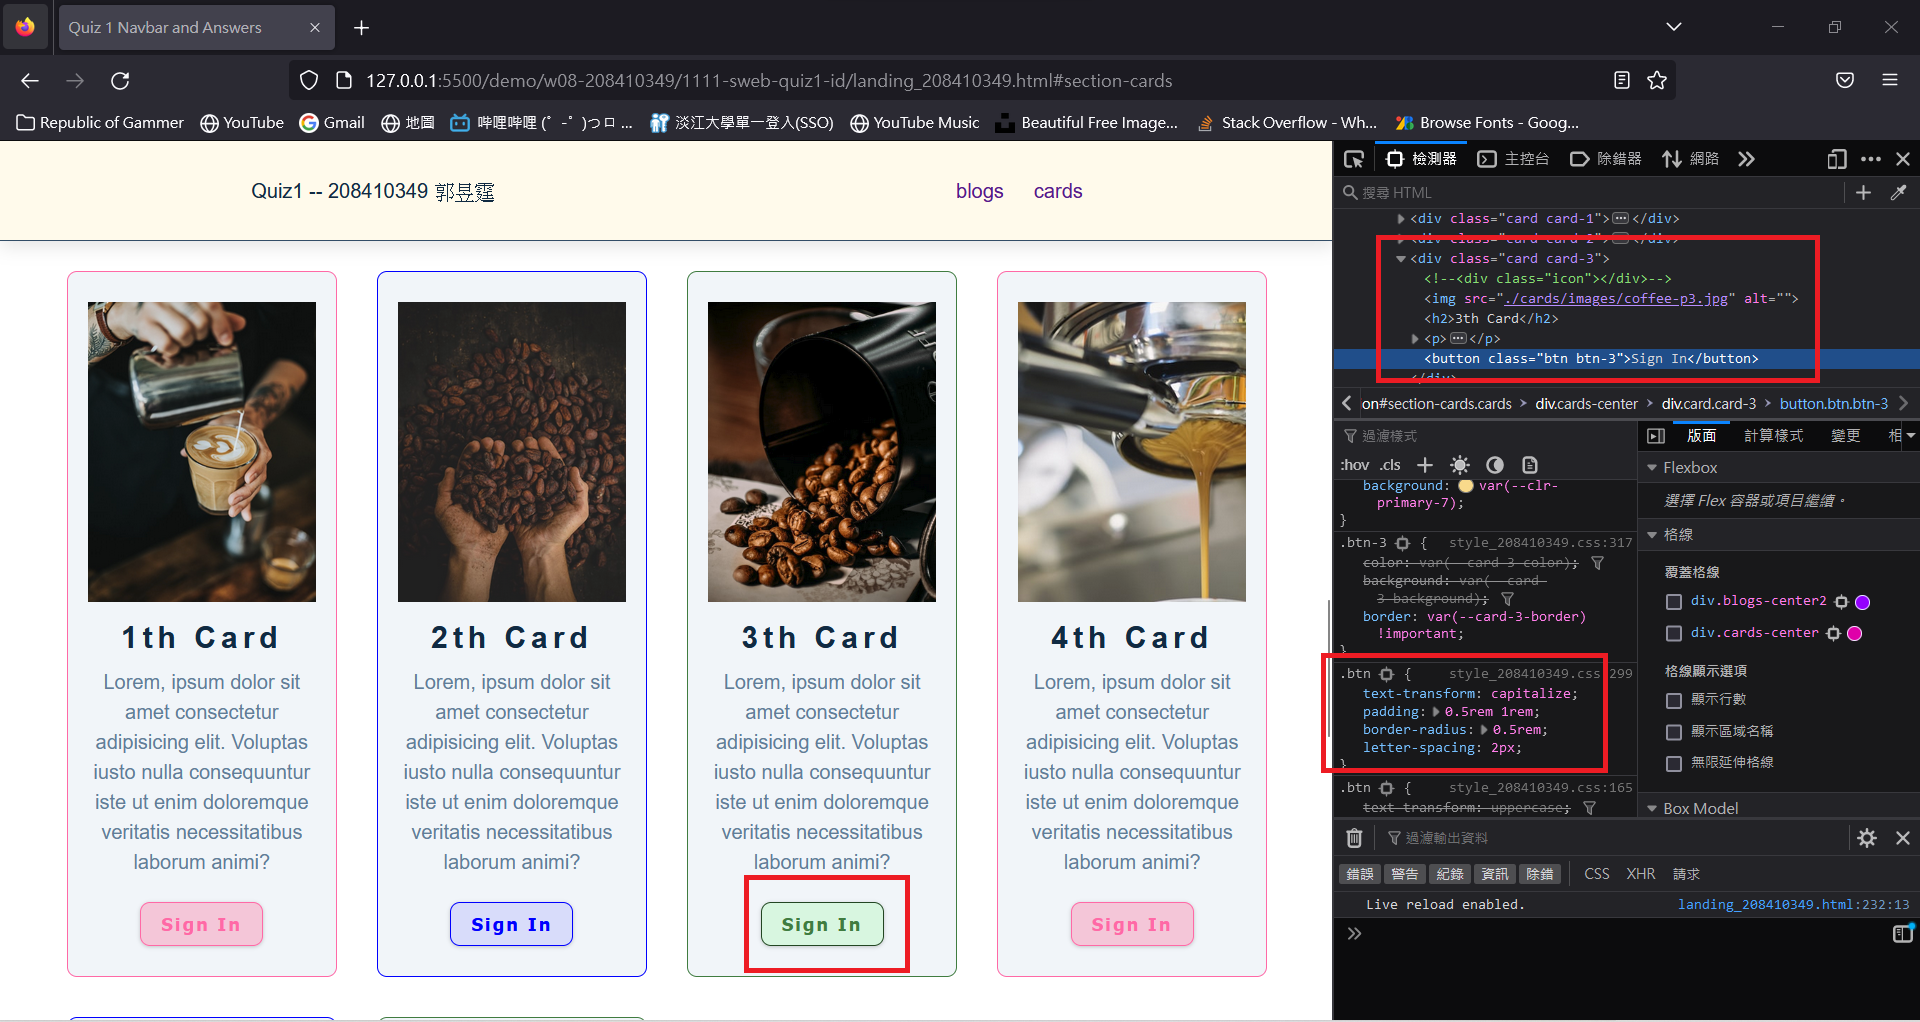 Quiz 1 Navbar and Answers
127.0.0.1:5500/demo/w08-208410349/1111-sweb-quiz1-id/landing_208410349.html#section-cards
Republic of Gammer YouTube Gmail 地圖 哔哩哔哩 (゜-゜)つロ ... 淡江大學單一登入(SSO) YouTube Music Beautiful Free Image... Stack Overflow - Wh... Browse Fonts - Goog...
Quiz1 -- 208410349 郭昱霆
blogs cards
1th Card
Lorem, ipsum dolor sit
amet consectetur
adipisicing elit. Voluptas
iusto nulla consequuntur
iste ut enim doloremque
veritatis necessitatibus
laborum animi?
Sign In
2th Card
Lorem, ipsum dolor sit
amet consectetur
adipisicing elit. Voluptas
iusto nulla consequuntur
iste ut enim doloremque
veritatis necessitatibus
laborum animi?
Sign In
3th Card
Lorem, ipsum dolor sit
amet consectetur
adipisicing elit. Voluptas
iusto nulla consequuntur
iste ut enim doloremque
veritatis necessitatibus
laborum animi?
Sign In
4th Card
Lorem, ipsum dolor sit
amet consectetur
adipisicing elit. Voluptas
iusto nulla consequuntur
iste ut enim doloremque
veritatis necessitatibus
laborum animi?
Sign In
檢測器 主控台 除錯器 網路
搜尋 HTML
<div class="card card-1">…</div>
<div class="card card-2">…</div>
<div class="card card-3">
<!--<div class="icon"></div>-->
<img src="./cards/images/coffee-p3.jpg" alt="">
<h2>3th Card</h2>
<p>…</p>
<button class="btn btn-3">Sign In</button>
</div>
on#section-cards.cards > div.cards-center > div.card.card-3 > button.btn.btn-3
過濾樣式
:hov .cls
background: var(--clr-
primary-7);
}
.btn-3 { style_208410349.css:317
color: var(--card-3-color);
background: var(--card-
3-background);
border: var(--card-3-border)
!important;
}
.btn { style_208410349.css:299
text-transform: capitalize;
padding: 0.5rem 1rem;
border-radius: 0.5rem;
letter-spacing: 2px;
}
.btn { style_208410349.css:165
text-transform: uppercase;
版面 計算樣式 變更 相
Flexbox
選擇 Flex 容器或項目繼續。
格線
覆蓋格線
div.blogs-center2
div.cards-center
格線顯示選項
顯示行數
顯示區域名稱
無限延伸格線
Box Model
過濾輸出資料
錯誤 警告 紀錄 資訊 除錯 CSS XHR 請求
Live reload enabled. landing_208410349.html:232:13